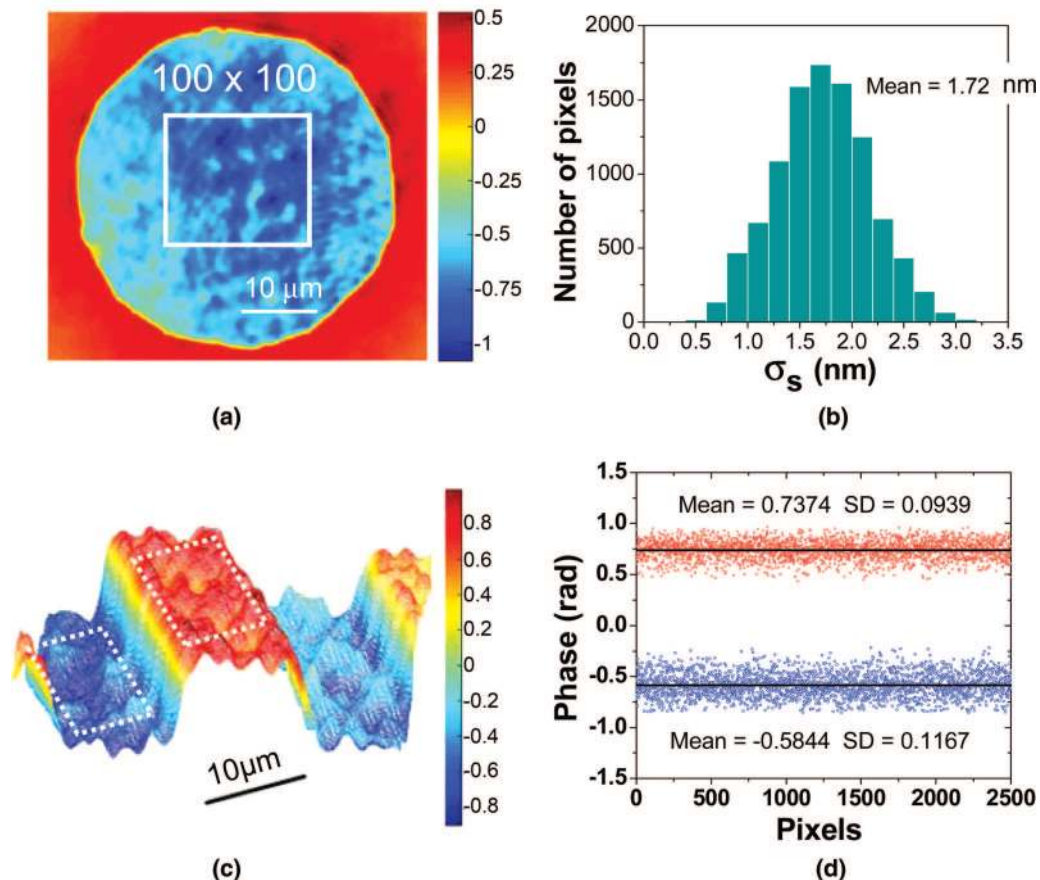 100 x 100
10 μm
0.5
0.25
0
-0.25
-0.5
-0.75
-1
(a)
Number of pixels
2000
1500
1000
500
0
Mean = 1.72 nm
0.0 0.5 1.0 1.5 2.0 2.5 3.0 3.5
σs (nm)
(b)
10μm
0.8
0.6
0.4
0.2
0
-0.2
-0.4
-0.6
-0.8
(c)
Phase (rad)
1.5
1.0
0.5
0.0
-0.5
-1.0
-1.5
Mean = 0.7374 SD = 0.0939
Mean = -0.5844 SD = 0.1167
0 500 1000 1500 2000 2500
Pixels
(d)